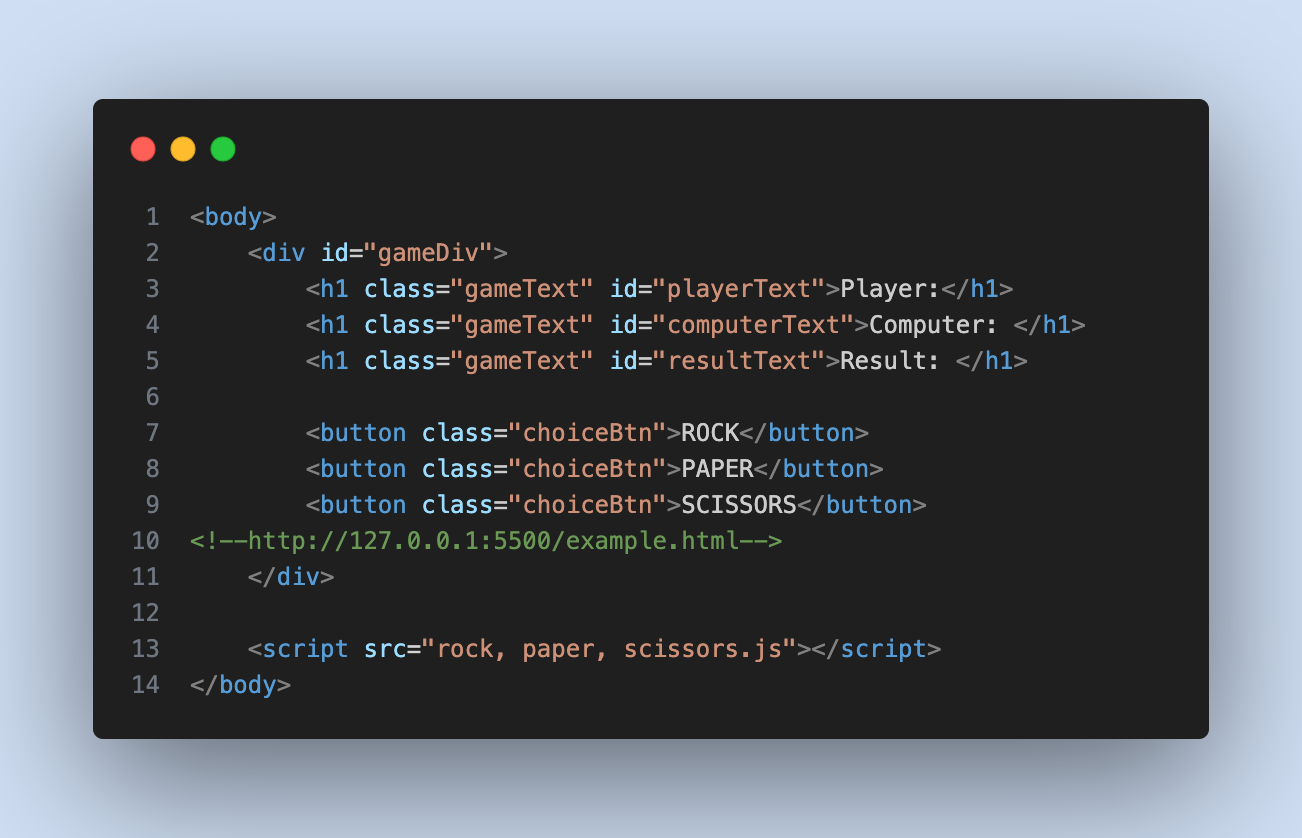 1 <body>
2     <div id="gameDiv">
3         <h1 class="gameText" id="playerText">Player:</h1>
4         <h1 class="gameText" id="computerText">Computer: </h1>
5         <h1 class="gameText" id="resultText">Result: </h1>
6
7         <button class="choiceBtn">ROCK</button>
8         <button class="choiceBtn">PAPER</button>
9         <button class="choiceBtn">SCISSORS</button>
10 <!--http://127.0.0.1:5500/example.html-->
11     </div>
12
13     <script src="rock, paper, scissors.js"></script>
14 </body>